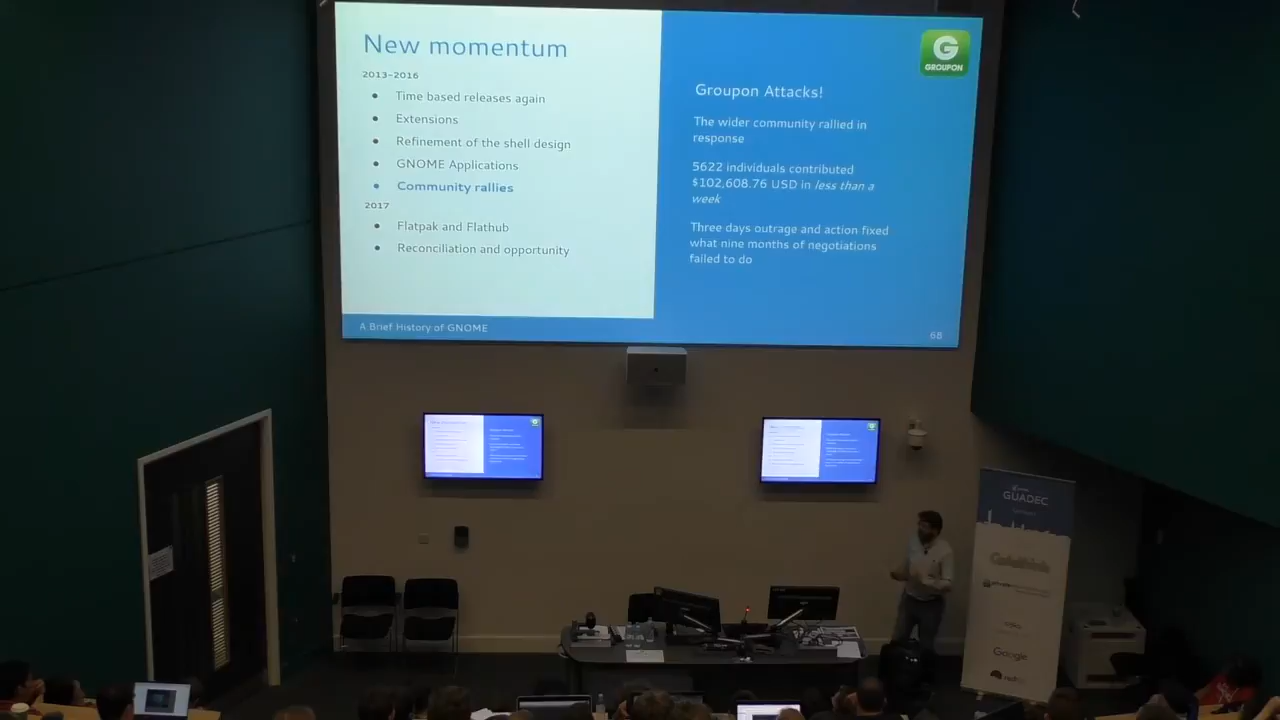 New momentum
2013-2016
Time based releases again
Extensions
Refinement of the shell design
GNOME Applications
Community rallies
2017
Flatpak and Flathub
Reconciliation and opportunity
A Brief History of GNOME
G
GROUPON
Groupon Attacks!
The wider community rallied in
response
5622 individuals contributed
$102,608.76 USD in less than a
week
Three days outrage and action fixed
what nine months of negotiations
failed to do
68
GUADEC
Codethink
Google